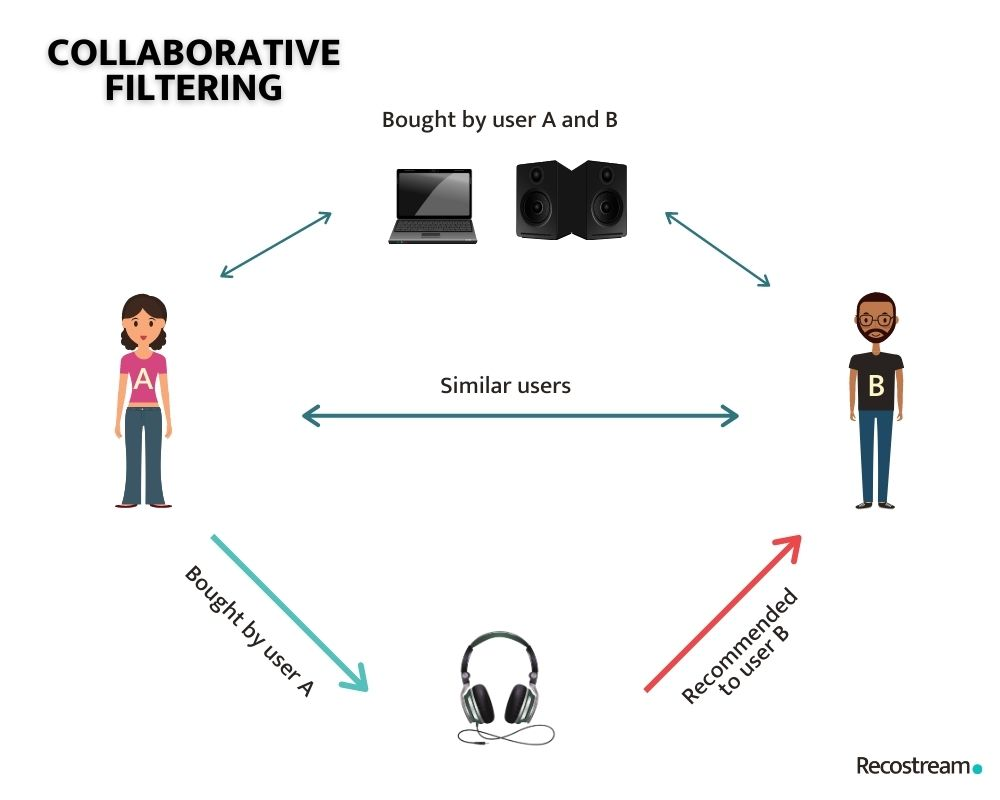 COLLABORATIVE
FILTERING
Bought by user A and B
A
B
Similar users
Bought by user A
Recommended
to user B
Recostream.